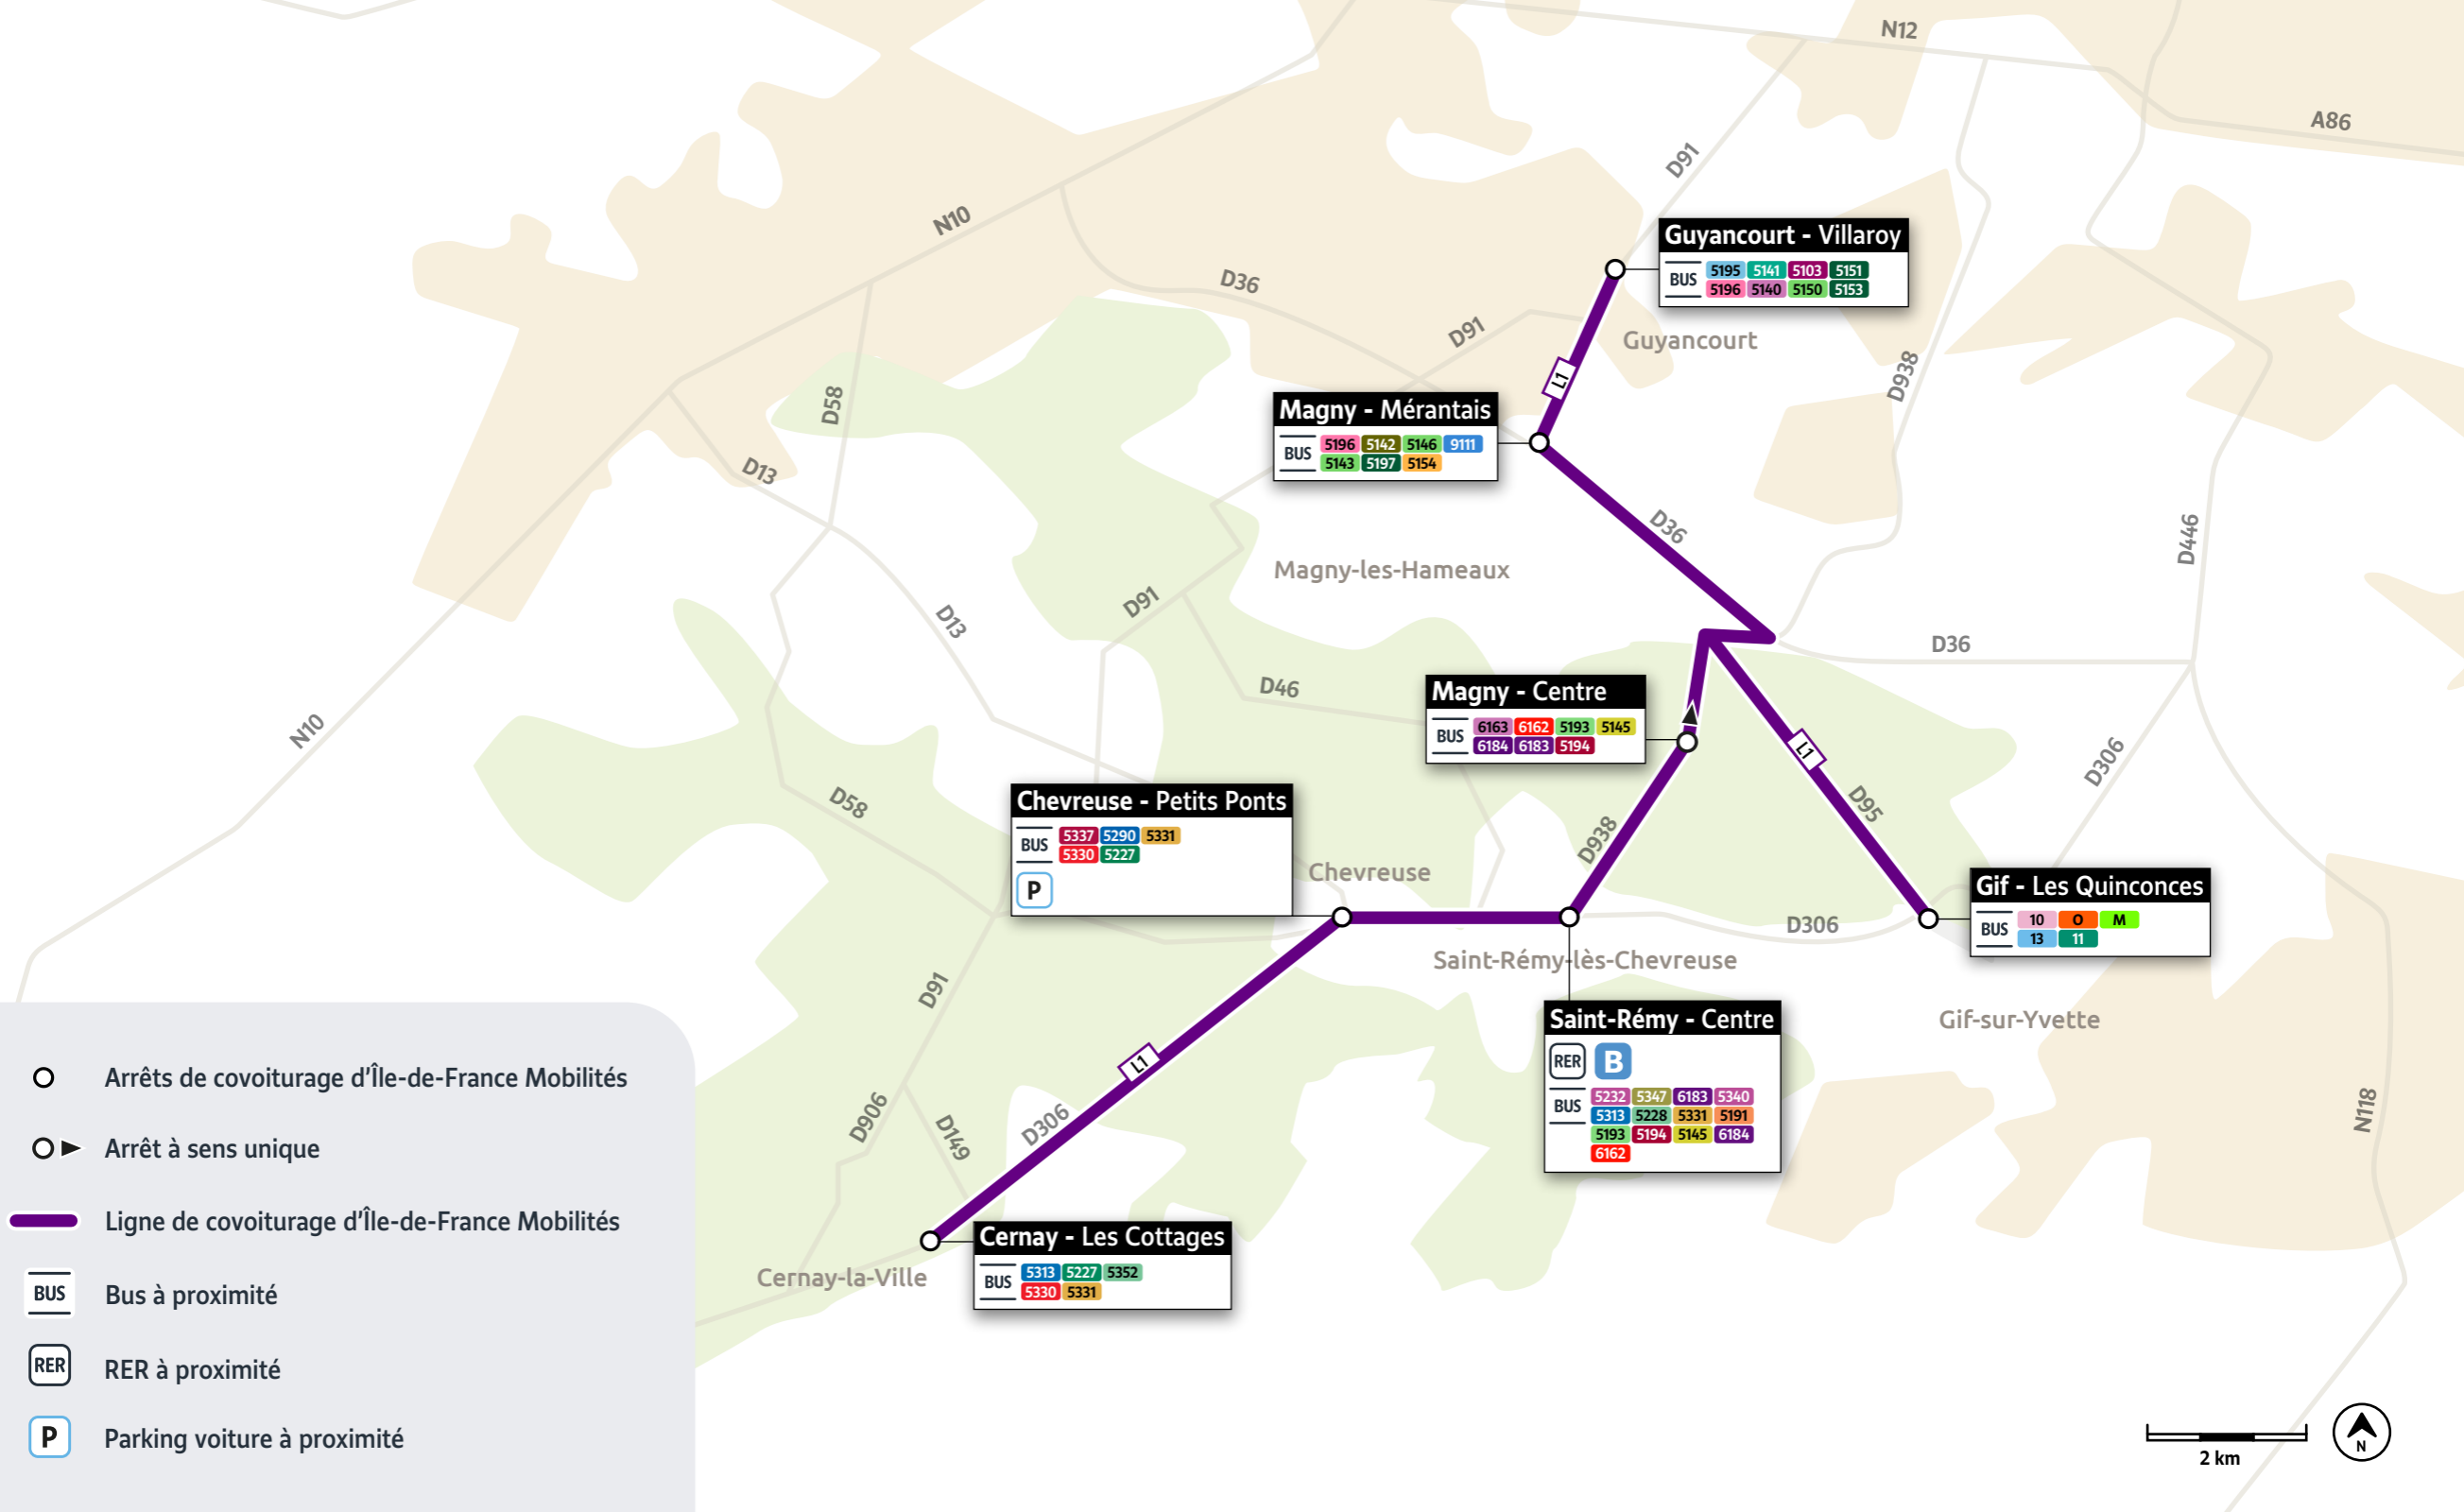 N12
A86
D91
N10
D36
Guyancourt - Villaroy
BUS
5195 5141 5103 5151
5196 5140 5150 5153
D91
Guyancourt
D938
L1
D58
Magny - Mérantais
BUS
5196 5142 5146 9111
5143 5197 5154
D13
D36
D446
Magny-les-Hameaux
D91
D13
D36
D46
N10
Magny - Centre
BUS
6163 6162 5193 5145
6184 6183 5194
L1
D306
D95
D58
Chevreuse - Petits Ponts
BUS
5337 5290 5331
5330 5227
P
D938
Chevreuse
Gif - Les Quinconces
BUS
10 O M
13 11
D306
Saint-Rémy-lès-Chevreuse
D91
Gif-sur-Yvette
Saint-Rémy - Centre
RER B
BUS
5232 5347 6183 5340
5313 5228 5331 5191
5193 5194 5145 6184
6162
L1
D306
D906
D149
N118
Cernay - Les Cottages
BUS
5313 5227 5352
5330 5331
Cernay-la-Ville
Arrêts de covoiturage d'Île-de-France Mobilités
Arrêt à sens unique
Ligne de covoiturage d'Île-de-France Mobilités
BUS Bus à proximité
RER RER à proximité
P Parking voiture à proximité
2 km
N